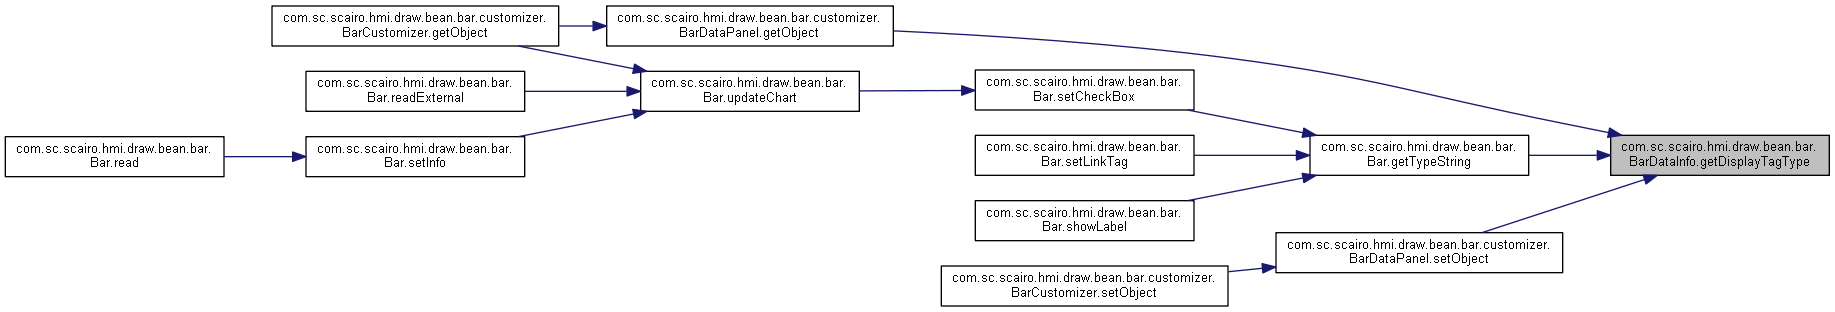 com.sc.scairo.hmi.draw.bean.bar.customizer.
BarCustomizer.getObject
com.sc.scairo.hmi.draw.bean.bar.customizer.
BarDataPanel.getObject
com.sc.scairo.hmi.draw.bean.bar.
Bar.readExternal
com.sc.scairo.hmi.draw.bean.bar.
Bar.updateChart
com.sc.scairo.hmi.draw.bean.bar.
Bar.setCheckBox
com.sc.scairo.hmi.draw.bean.bar.
Bar.read
com.sc.scairo.hmi.draw.bean.bar.
Bar.setInfo
com.sc.scairo.hmi.draw.bean.bar.
Bar.setLinkTag
com.sc.scairo.hmi.draw.bean.bar.
Bar.getTypeString
com.sc.scairo.hmi.draw.bean.bar.
BarDataInfo.getDisplayTagType
com.sc.scairo.hmi.draw.bean.bar.
Bar.showLabel
com.sc.scairo.hmi.draw.bean.bar.customizer.
BarDataPanel.setObject
com.sc.scairo.hmi.draw.bean.bar.customizer.
BarCustomizer.setObject